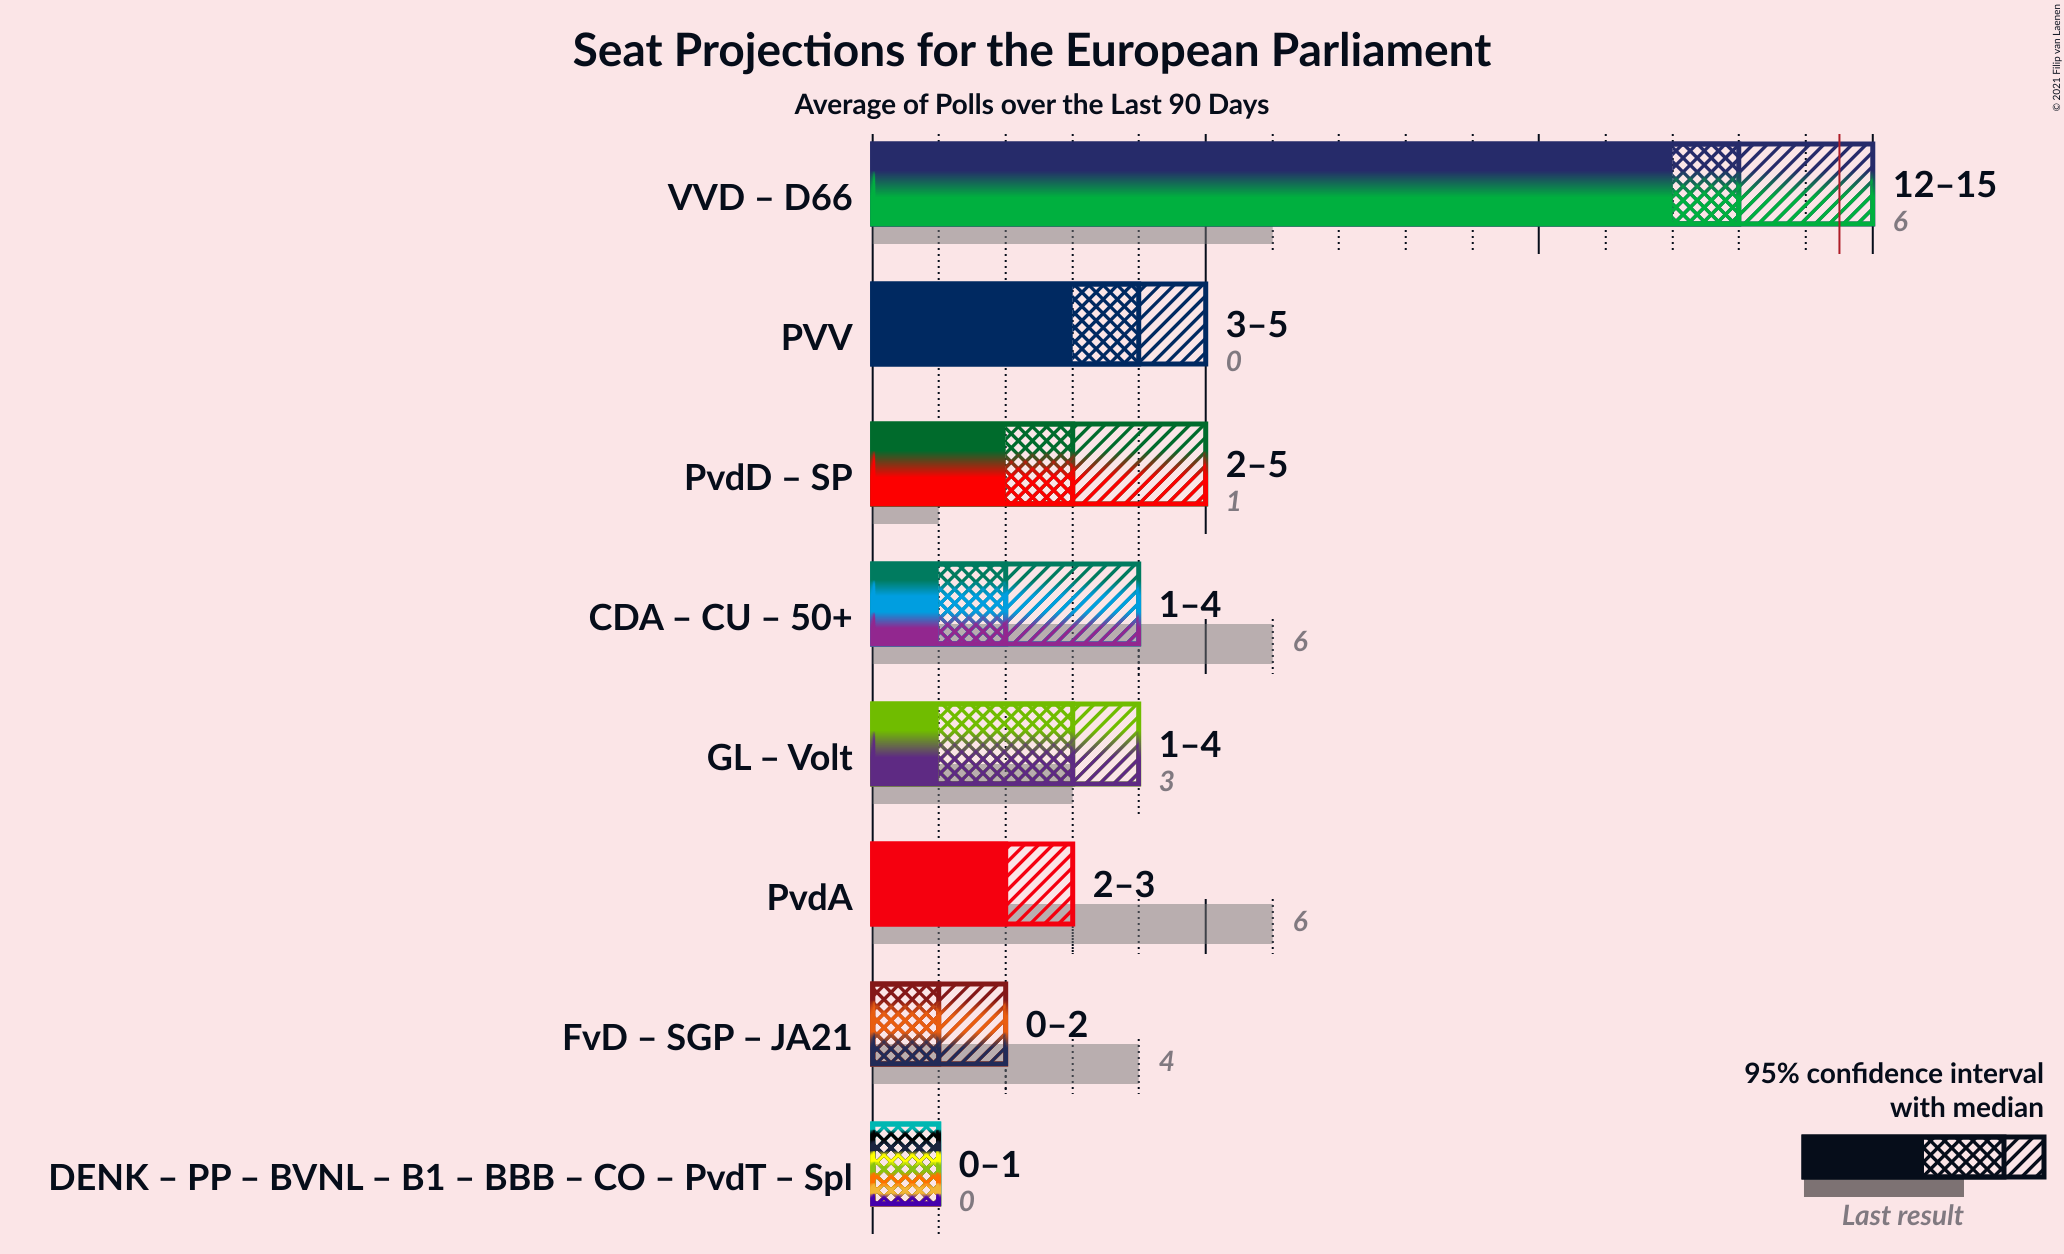 Seat Projections for the European Parliament
Average of Polls over the Last 90 Days
© 2021 Filip van Laenen
VVD – D66
12–15
6
PVV
3–5
0
PvdD – SP
2–5
1
CDA – CU – 50+
1–4
6
GL – Volt
1–4
3
PvdA
2–3
6
FvD – SGP – JA21
0–2
4
DENK – PP – BVNL – B1 – BBB – CO – PvdT – Spl
0–1
0
95% confidence interval
with median
Last result